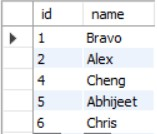 id name
1 Bravo
2 Alex
4 Cheng
5 Abhijeet
6 Chris